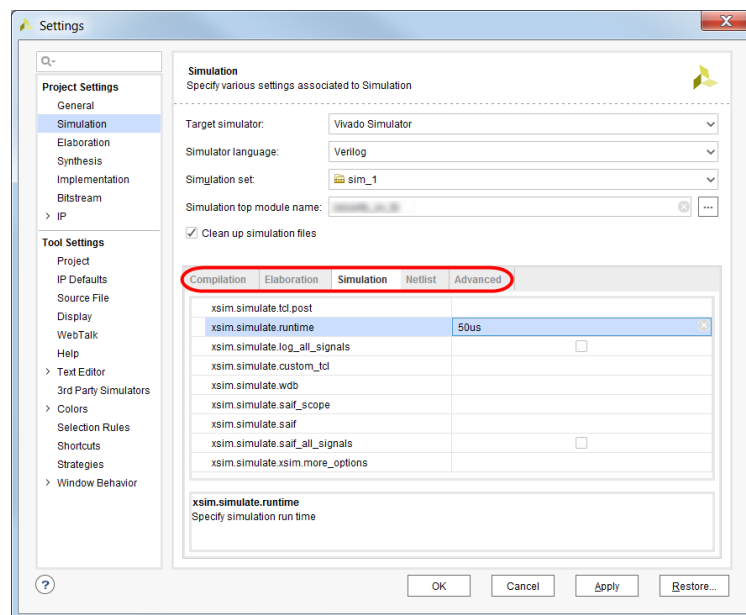 Settings
Project Settings
General
Simulation
Elaboration
Synthesis
Implementation
Bitstream
IP
Tool Settings
Project
IP Defaults
Source File
Display
WebTalk
Help
Text Editor
3rd Party Simulators
Colors
Selection Rules
Shortcuts
Strategies
Window Behavior
Simulation
Specify various settings associated to Simulation
Target simulator: Vivado Simulator
Simulator language: Verilog
Simulation set: sim_1
Simulation top module name:
Clean up simulation files
Compilation Elaboration Simulation Netlist Advanced
xsim.simulate.tcl.post
xsim.simulate.runtime 50us
xsim.simulate.log_all_signals
xsim.simulate.custom_tcl
xsim.simulate.wdb
xsim.simulate.saif_scope
xsim.simulate.saif
xsim.simulate.saif_all_signals
xsim.simulate.xsim.more_options
xsim.simulate.runtime
Specify simulation run time
? OK Cancel Apply Restore...